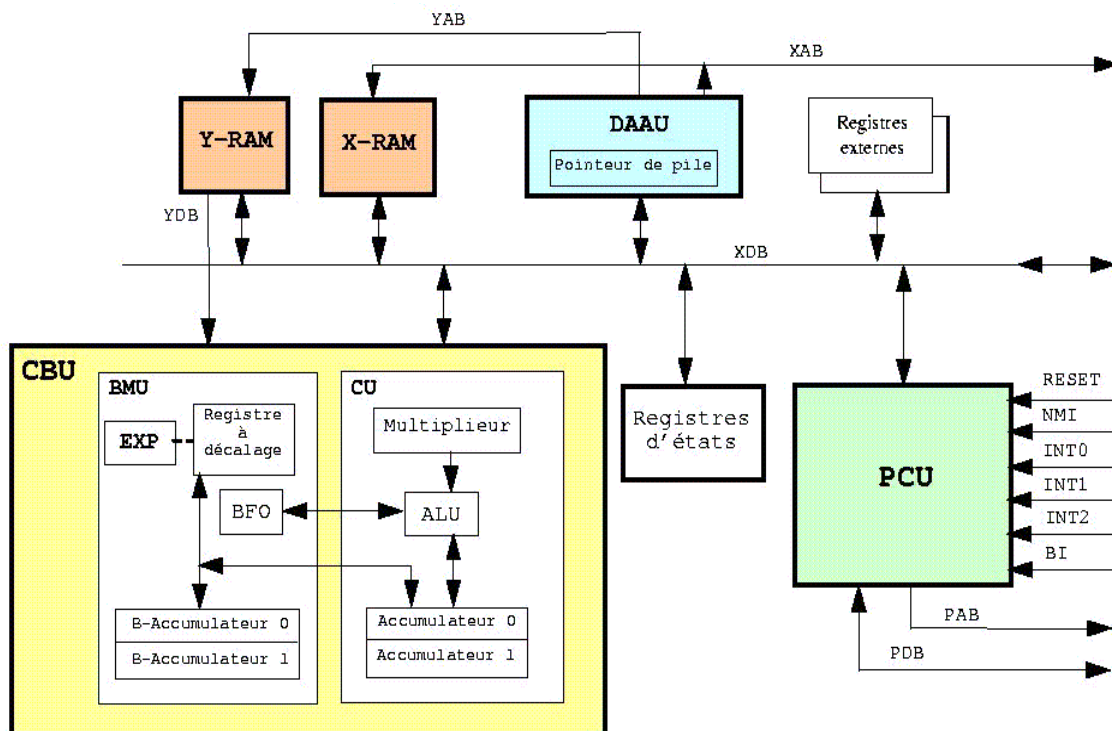 YAB
XAB
Y-RAM
X-RAM
DAAU
Pointeur de pile
Registres
externes
YDB
XDB
CBU
BMU
CU
EXP
Registre
à
décalage
Multiplieur
BFO
ALU
B-Accumulateur 0
B-Accumulateur 1
Accumulateur 0
Accumulateur 1
Registres
d'états
PCU
RESET
NMI
INT0
INT1
INT2
BI
PAB
PDB